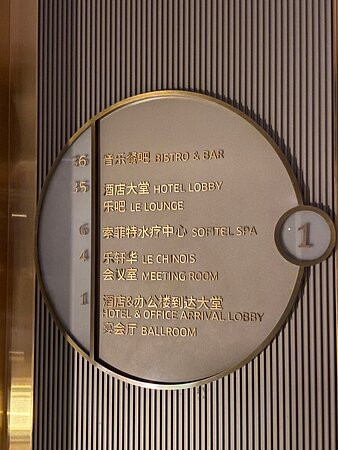 36 音乐餐吧 BISTRO & BAR
35 酒店大堂 HOTEL LOBBY
乐吧 LE LOUNGE
6 索菲特水疗中心 SOFITEL SPA
4 乐轩华 LE CHINOIS
会议室 MEETING ROOM
1 酒店&办公楼到达大堂
HOTEL & OFFICE ARRIVAL LOBBY
宴会厅 BALLROOM
1